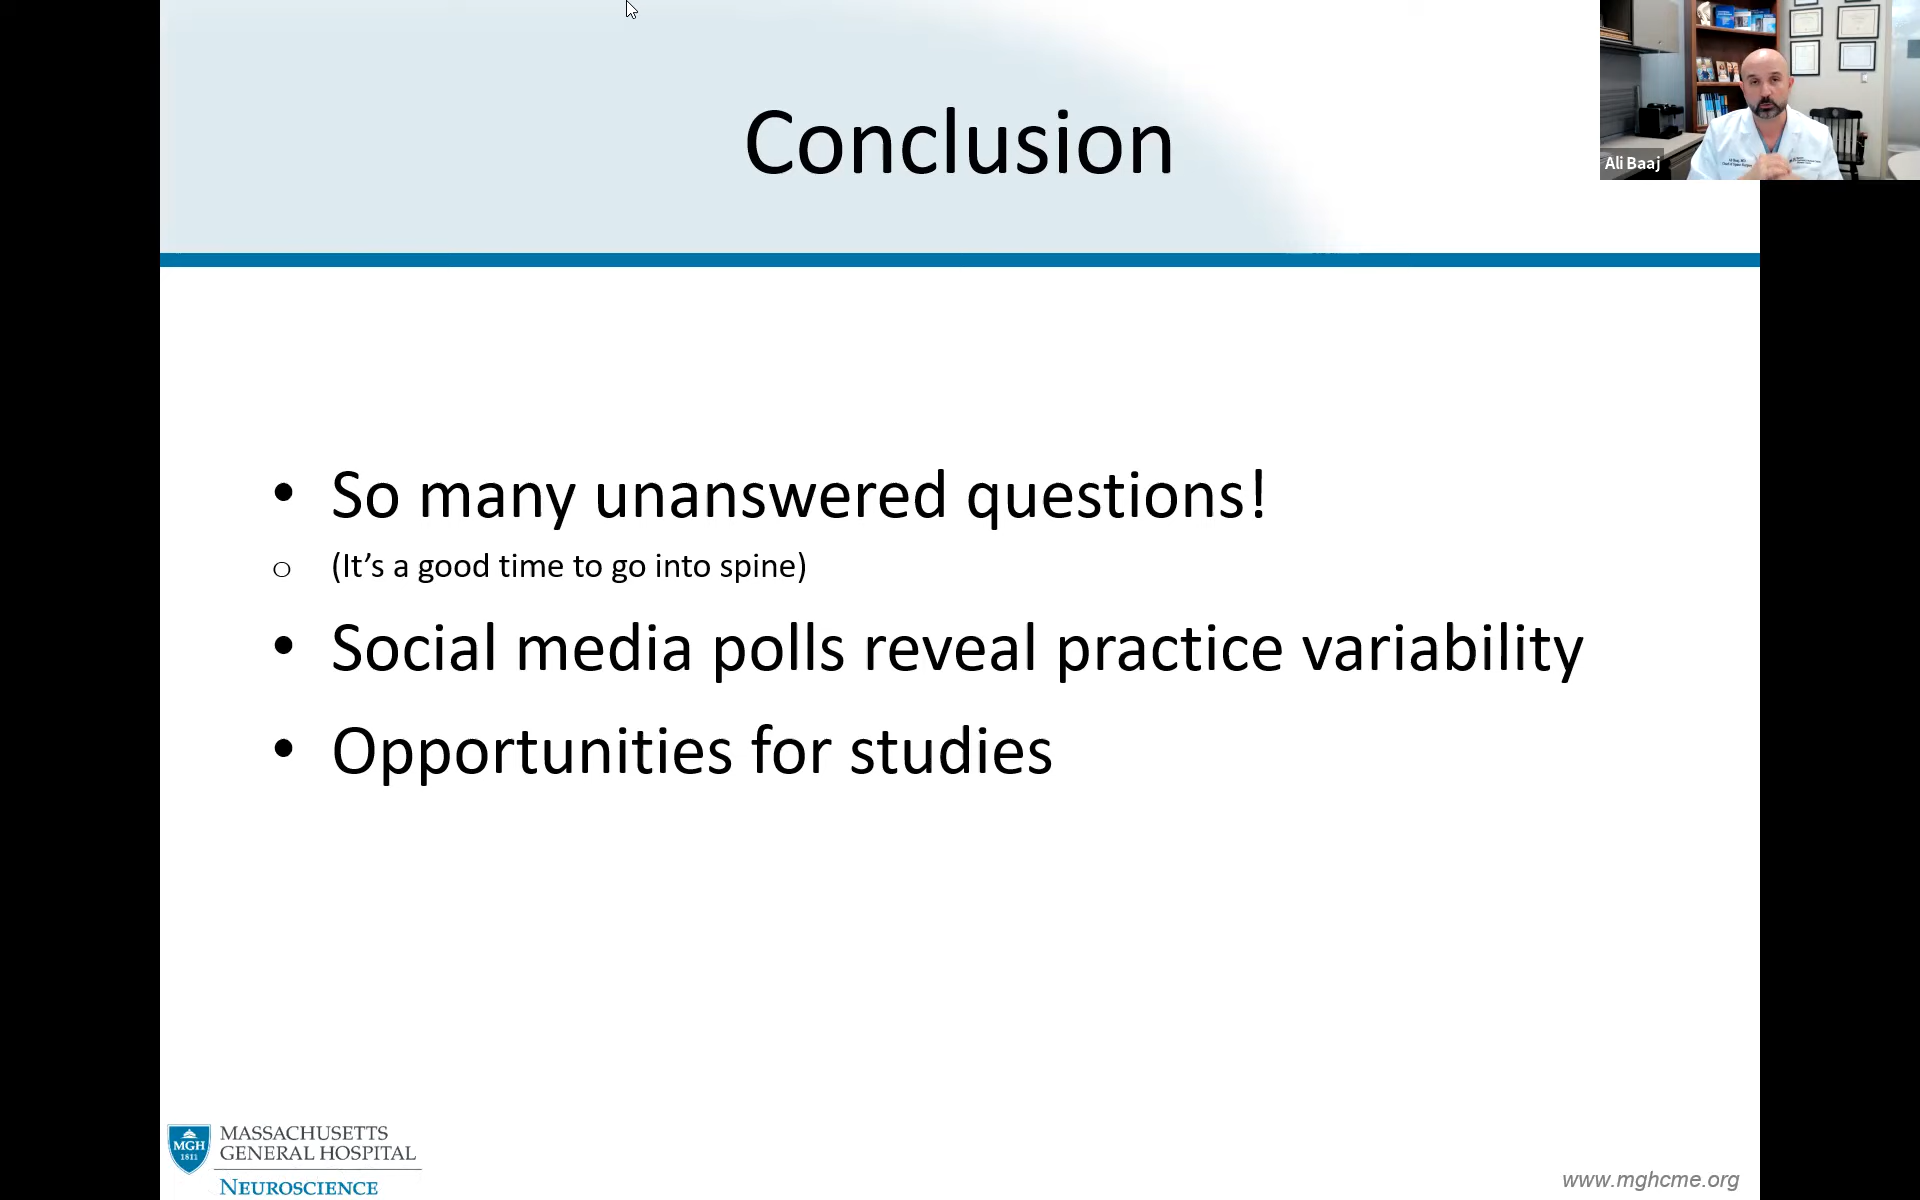 Conclusion
Ali Baaj
• So many unanswered questions!
o (It’s a good time to go into spine)
• Social media polls reveal practice variability
• Opportunities for studies
MGH
1811
MASSACHUSETTS
GENERAL HOSPITAL
NEUROSCIENCE
www.mghcme.org